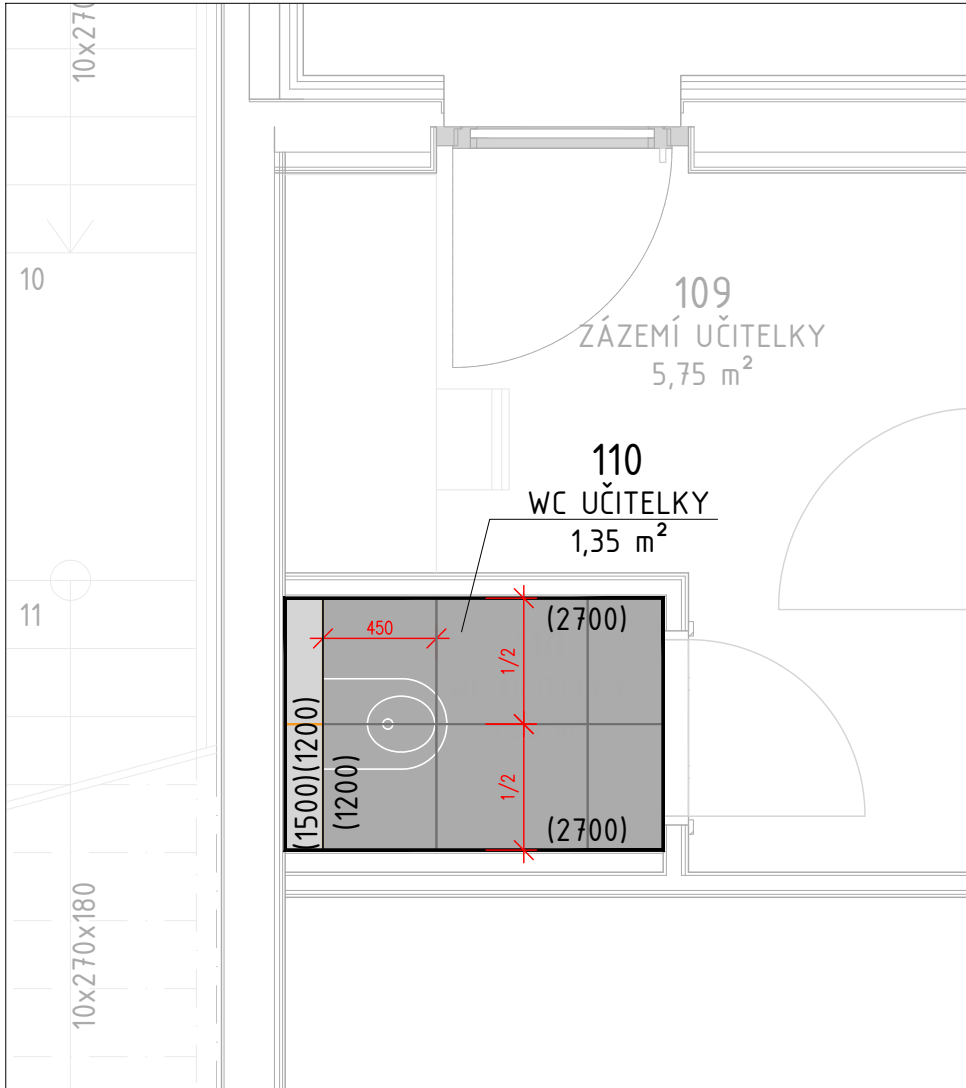 10x270
10
109
ZÁZEMÍ UČITELKY
5,75 m²
110
WC UČITELKY
1,35 m²
11
(2700)
450
1/2
(1500)(1200)
(1200)
1/2
(2700)
10x270x180